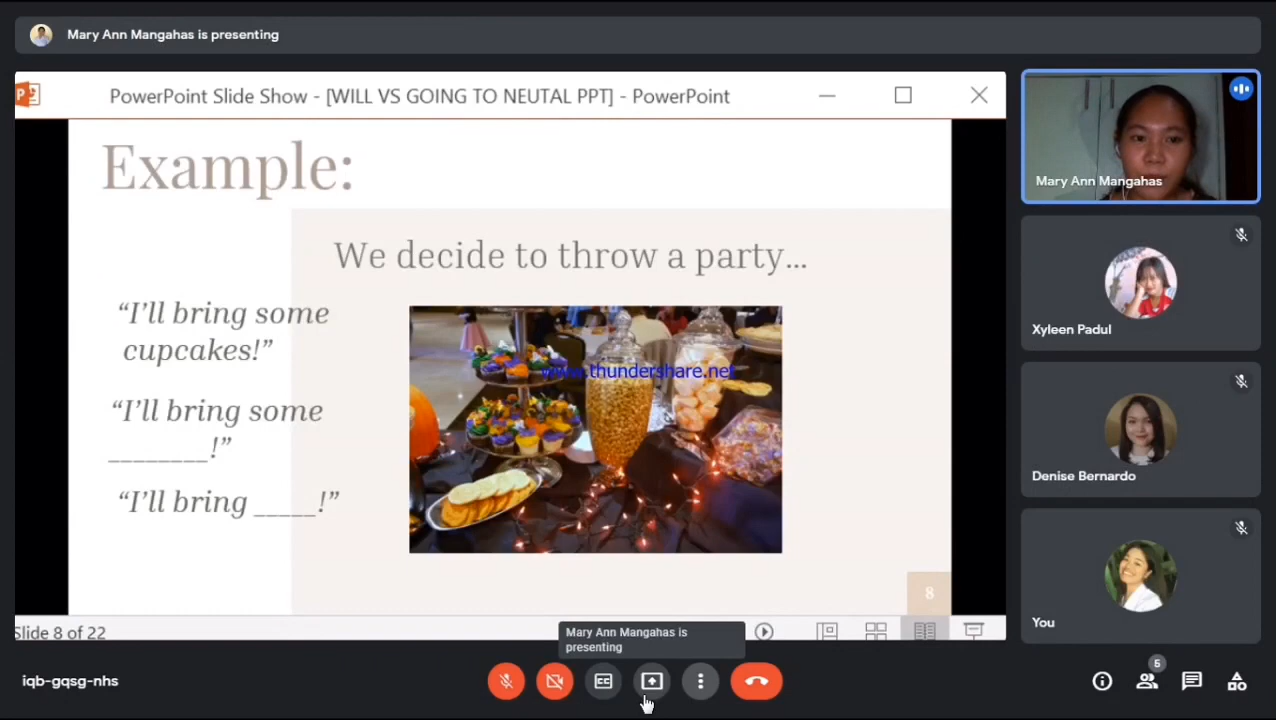 Mary Ann Mangahas is presenting
PowerPoint Slide Show - [WILL VS GOING TO NEUTAL PPT] - PowerPoint
Example:
We decide to throw a party...
“I’ll bring some
cupcakes!”
“I’ll bring some
________!”
“I’ll bring _____!”
www.thundershare.net
8
Slide 8 of 22
Mary Ann Mangahas
Xyleen Padul
Denise Bernardo
You
Mary Ann Mangahas is
presenting
iqb-gqsg-nhs
CC
5